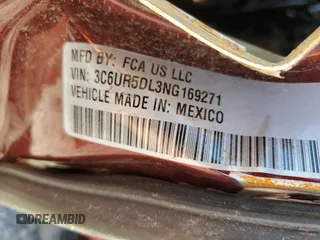 MFD BY: FCA US LLC
VIN: 3C6UR5DL3NG169271
VEHICLE MADE IN: MEXICO
DREAMBID